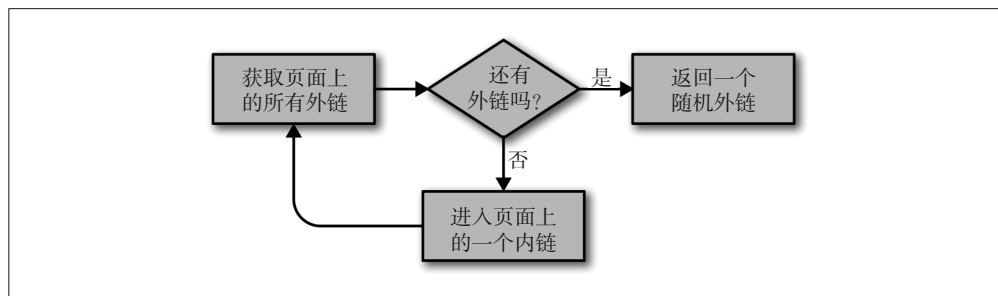 获取页面上
的所有外链
还有
外链吗？
是
返回一个
随机外链
否
进入页面上
的一个内链